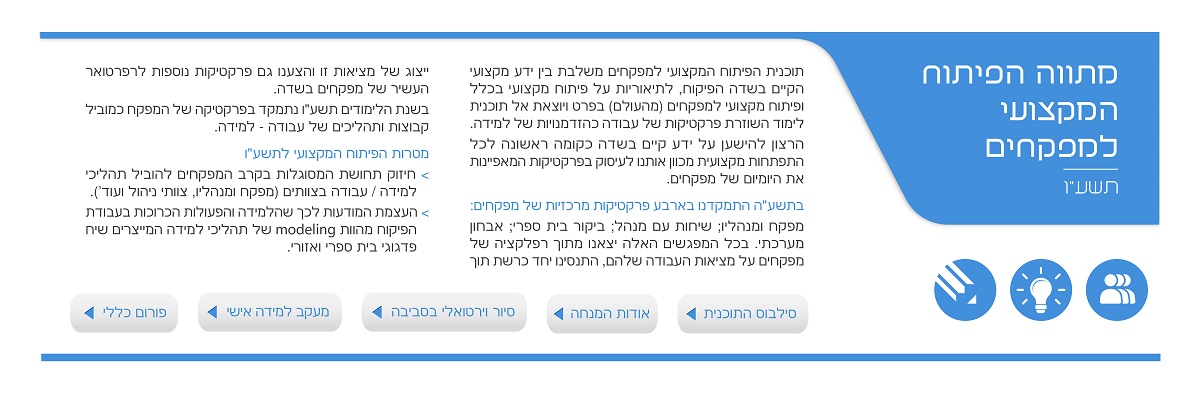 מתווה הפיתוח
המקצועי
למפקחים
תשע"ו
תוכנית הפיתוח המקצועי למפקחים משלבת בין ידע מקצועי
הקיים בשדה הפיקוח, לתיאוריות על פיתוח מקצועי בכלל
ופיתוח מקצועי למפקחים (מהעולם) בפרט ויוצאת אל תוכנית
לימוד השוזרת פרקטיקות של עבודה כהזדמנויות של למידה.
הרצון להישען על ידע קיים בשדה כקומה ראשונה לכל
התפתחות מקצועית מכוון אותנו לעיסוק בפרקטיקות המאפיינות
את היומיום של מפקחים.
בתשע"ה התמקדנו בארבע פרקטיקות מרכזיות של מפקחים:
מפקח ומנהליו; שיחות עם מנהל; ביקור בית ספרי; אבחון
מערכתי. בכל המפגשים האלה יצאנו מתוך רפלקציה של
מפקחים על מציאות העבודה שלהם, התנסינו יחד כרשת תוך
ייצוג של מציאות זו והצענו גם פרקטיקות נוספות לרפרטואר
העשיר של מפקחים בשדה.
בשנת הלימודים תשע"ו נתמקד בפרקטיקה של המפקח כמוביל
קבוצות ותהליכים של עבודה - למידה.
מטרות הפיתוח המקצועי לתשע"ו
> חיזוק תחושת המסוגלות בקרב המפקחים להוביל תהליכי
למידה / עבודה בצוותים (מפקח ומנהליו, צוותי ניהול ועוד').
> העצמת המודעות לכך שהלמידה והפעולות הכרוכות בעבודת
הפיקוח מהוות modeling של תהליכי למידה המייצרים שיח
פדגוגי בית ספרי ואזורי.
סילבוס התוכנית
אודות המנחה
סיור וירטואלי בסביבה
מעקב למידה אישי
פורום כללי